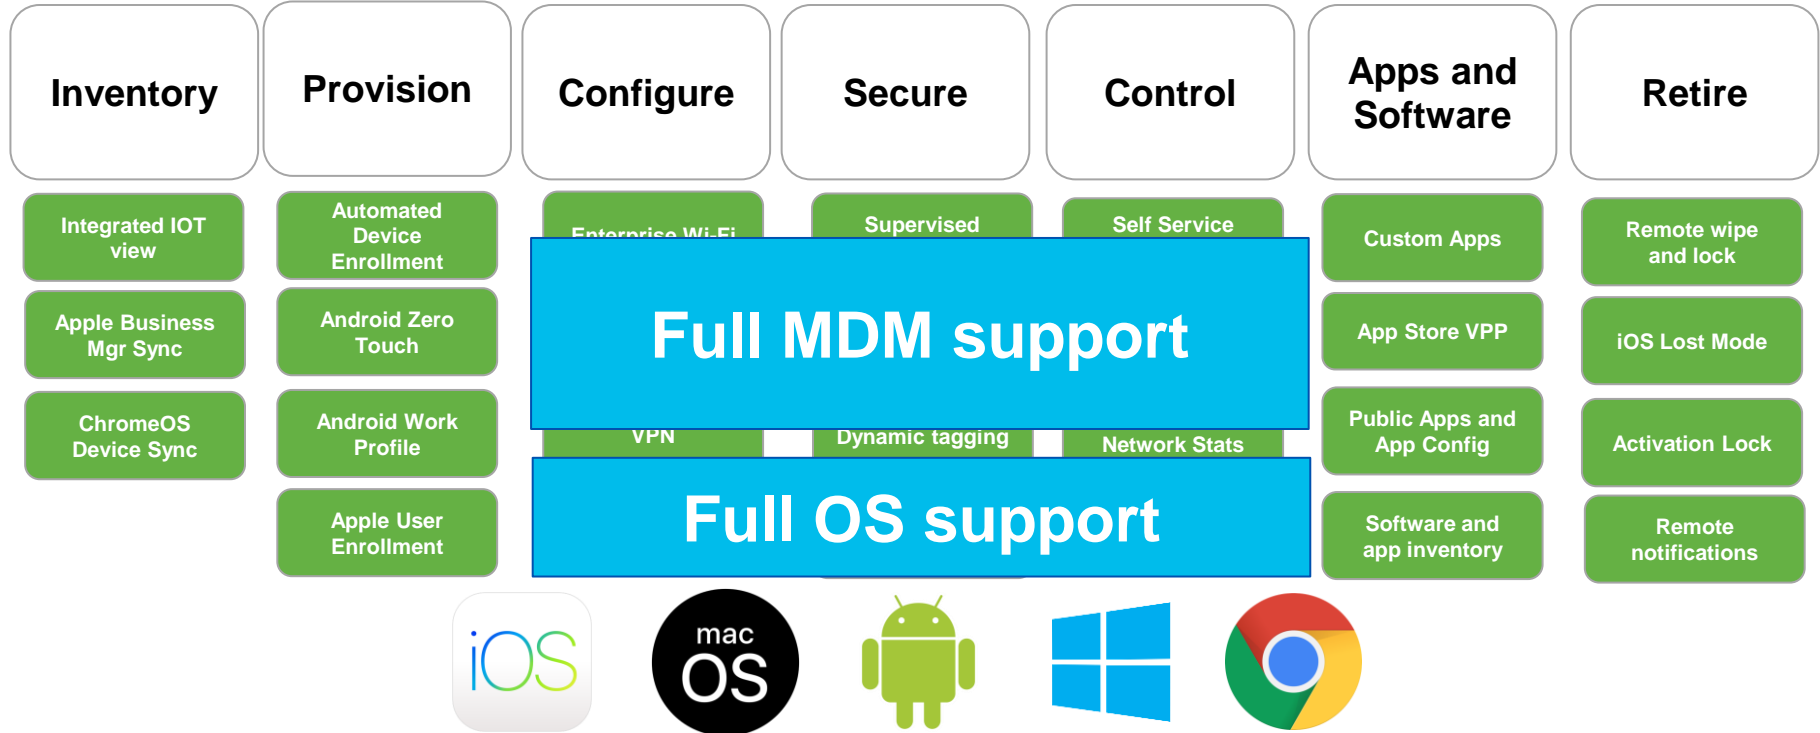 Inventory
Provision
Configure
Secure
Control
Apps and
Software
Retire
Integrated IOT
view
Apple Business
Mgr Sync
ChromeOS
Device Sync
Automated
Device
Enrollment
Android Zero
Touch
Android Work
Profile
Apple User
Enrollment
Enterprise Wi-Fi
VPN
Supervised
Dynamic tagging
Self Service
Network Stats
Full MDM support
Full OS support
Custom Apps
App Store VPP
Public Apps and
App Config
Software and
app inventory
Remote wipe
and lock
iOS Lost Mode
Activation Lock
Remote
notifications
iOS
mac
OS